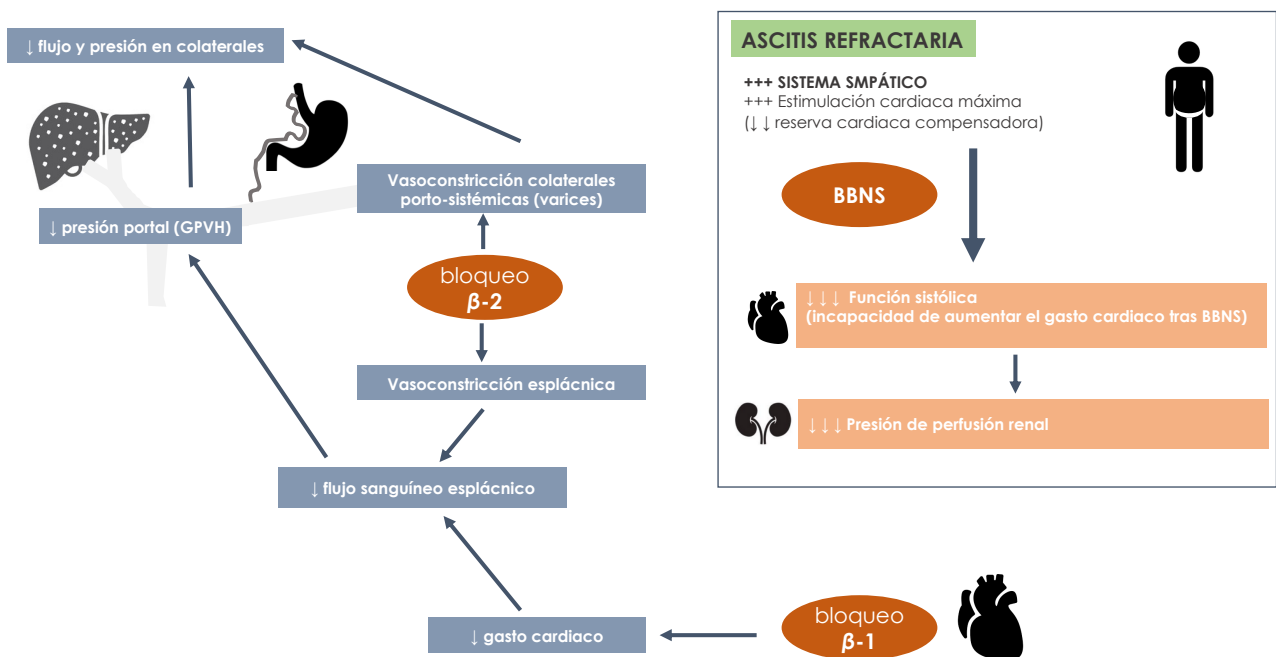 ↓ flujo y presión en colaterales
Vasoconstricción colaterales
porto-sistémicas (varices)
↓ presión portal (GPVH)
bloqueo
β-2
Vasoconstricción esplácnica
↓ flujo sanguíneo esplácnico
↓ gasto cardiaco
bloqueo
β-1
ASCITIS REFRACTARIA
+++ SISTEMA SMPÁTICO
+++ Estimulación cardiaca máxima
(↓ ↓ reserva cardiaca compensadora)
BBNS
↓ ↓ ↓ Función sistólica
(incapacidad de aumentar el gasto cardiaco tras BBNS)
↓ ↓ ↓ Presión de perfusión renal